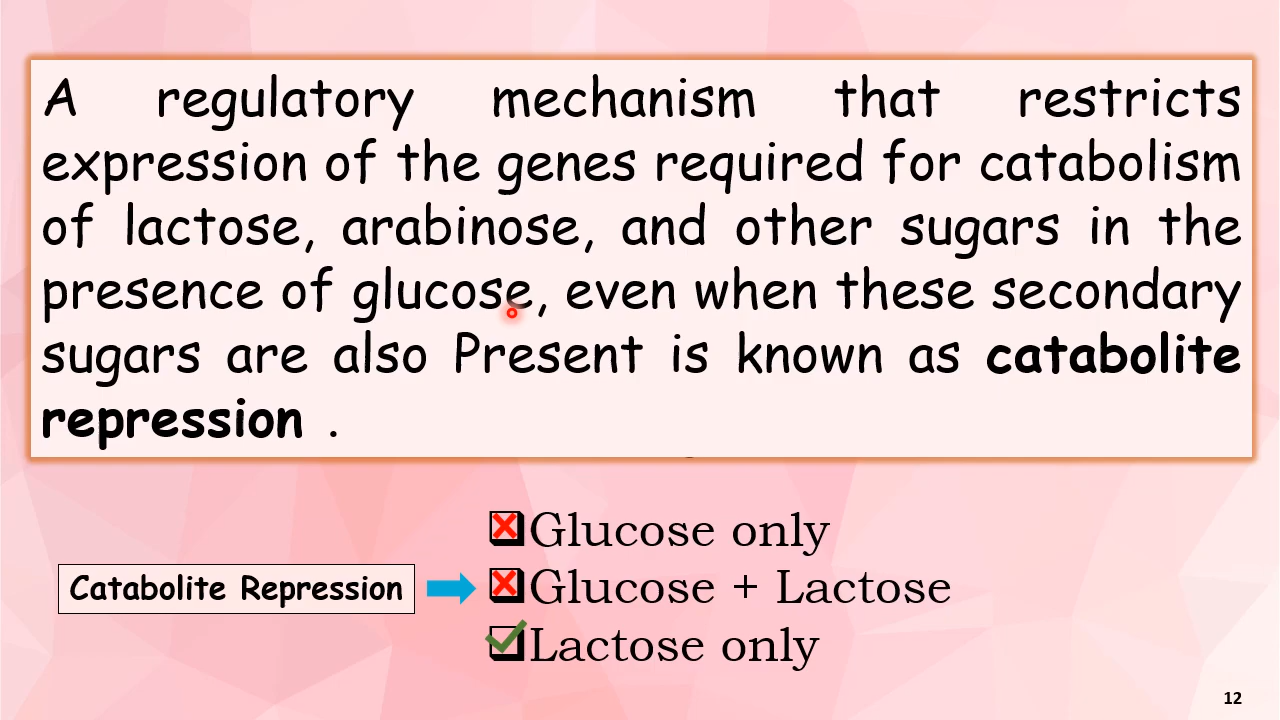 A regulatory mechanism that restricts
expression of the genes required for catabolism
of lactose, arabinose, and other sugars in the
presence of glucose, even when these secondary
sugars are also Present is known as catabolite
repression .
Glucose only
Catabolite Repression
Glucose + Lactose
Lactose only
12